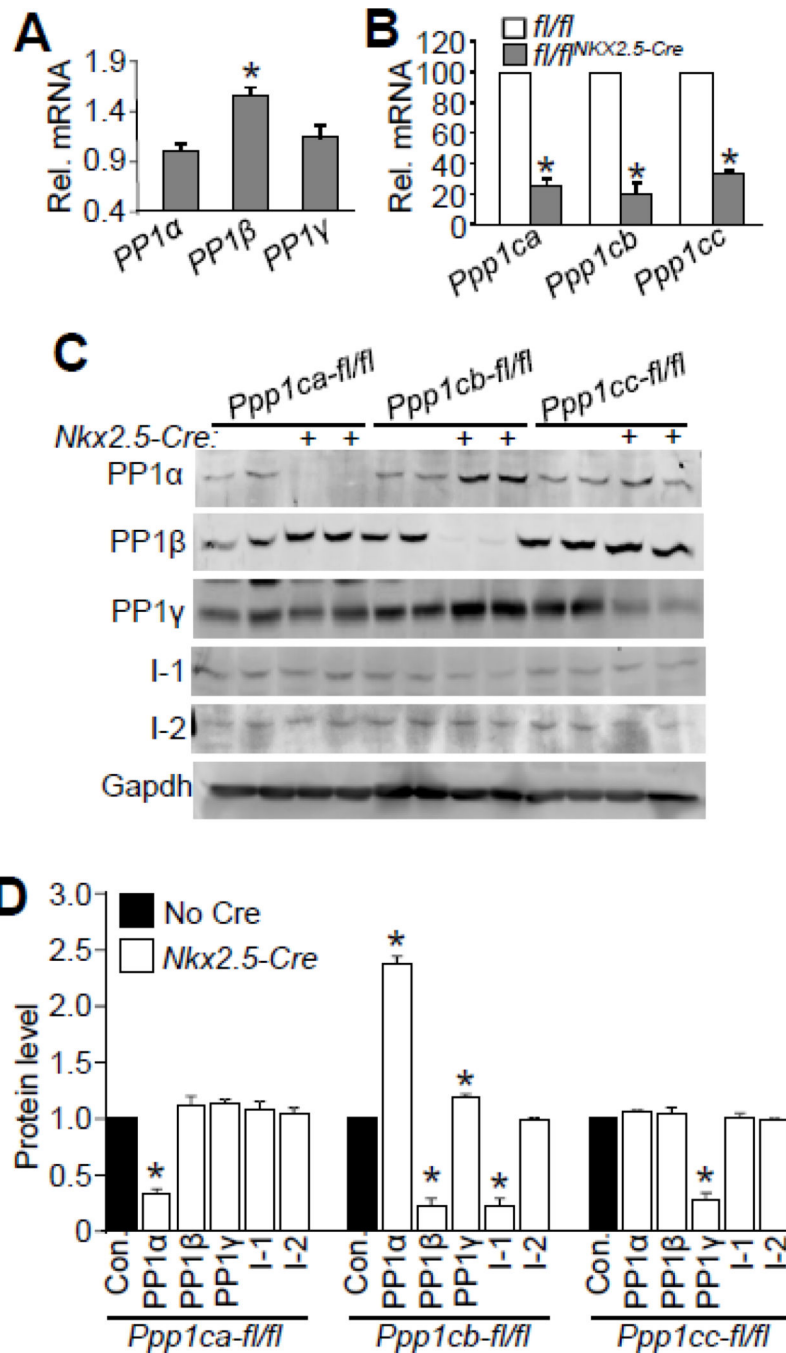 A
Rel. mRNA
1.9
1.4
0.9
0.4
*
PP1α
PP1β
PP1γ
B
Rel. mRNA
120
100
80
60
40
20
0
fl/fl
fl/fl^NKX2.5-Cre
* * *
Ppp1ca
Ppp1cb
Ppp1cc
C
Ppp1ca-fl/fl Ppp1cb-fl/fl Ppp1cc-fl/fl
Nkx2.5-Cre: + + + + + +
PP1α
PP1β
PP1γ
I-1
I-2
Gapdh
D
Protein level
3.0
2.5
2.0
1.5
1.0
0.5
0
No Cre
Nkx2.5-Cre
* * * * * *
Con. PP1α PP1β PP1γ I-1 I-2 Con. PP1α PP1β PP1γ I-1 I-2 Con. PP1α PP1β PP1γ I-1 I-2
Ppp1ca-fl/fl Ppp1cb-fl/fl Ppp1cc-fl/fl